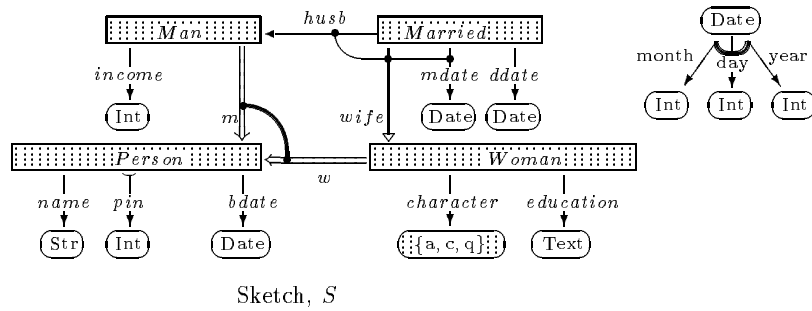 husb
Man Married Date
month day year
income mdate ddate
Int Int Int
Int m wife Date Date
Person Woman
w
name pin bdate character education
Str Int Date {a, c, q} Text
Sketch, S